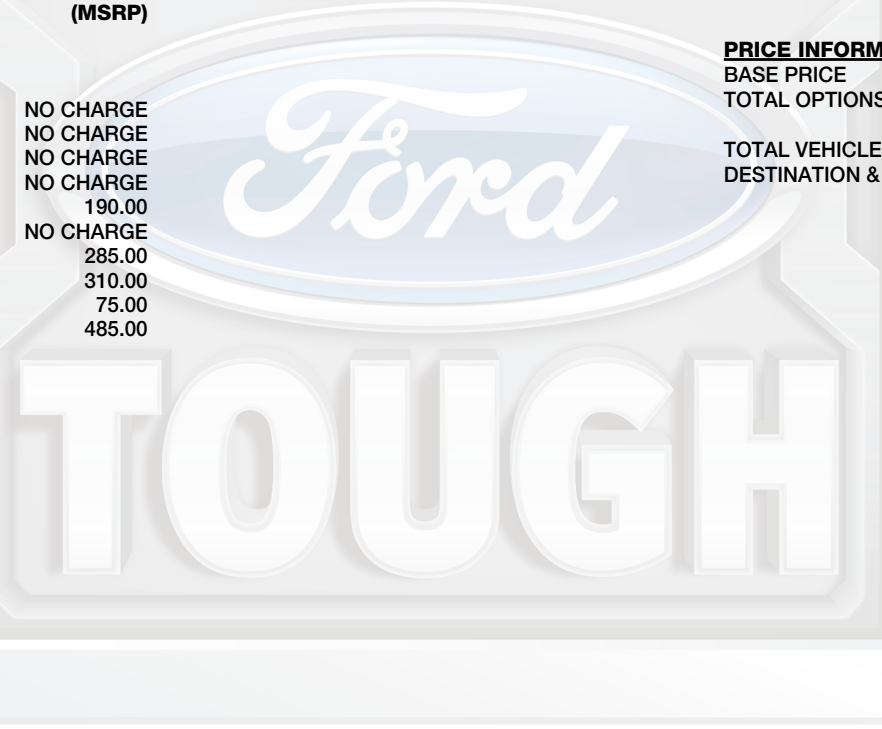 (MSRP)
NO CHARGE
NO CHARGE
NO CHARGE
NO CHARGE
190.00
NO CHARGE
285.00
310.00
75.00
485.00
PRICE INFORM
BASE PRICE
TOTAL OPTIONS
TOTAL VEHICLE
DESTINATION &
Ford
TOUGH